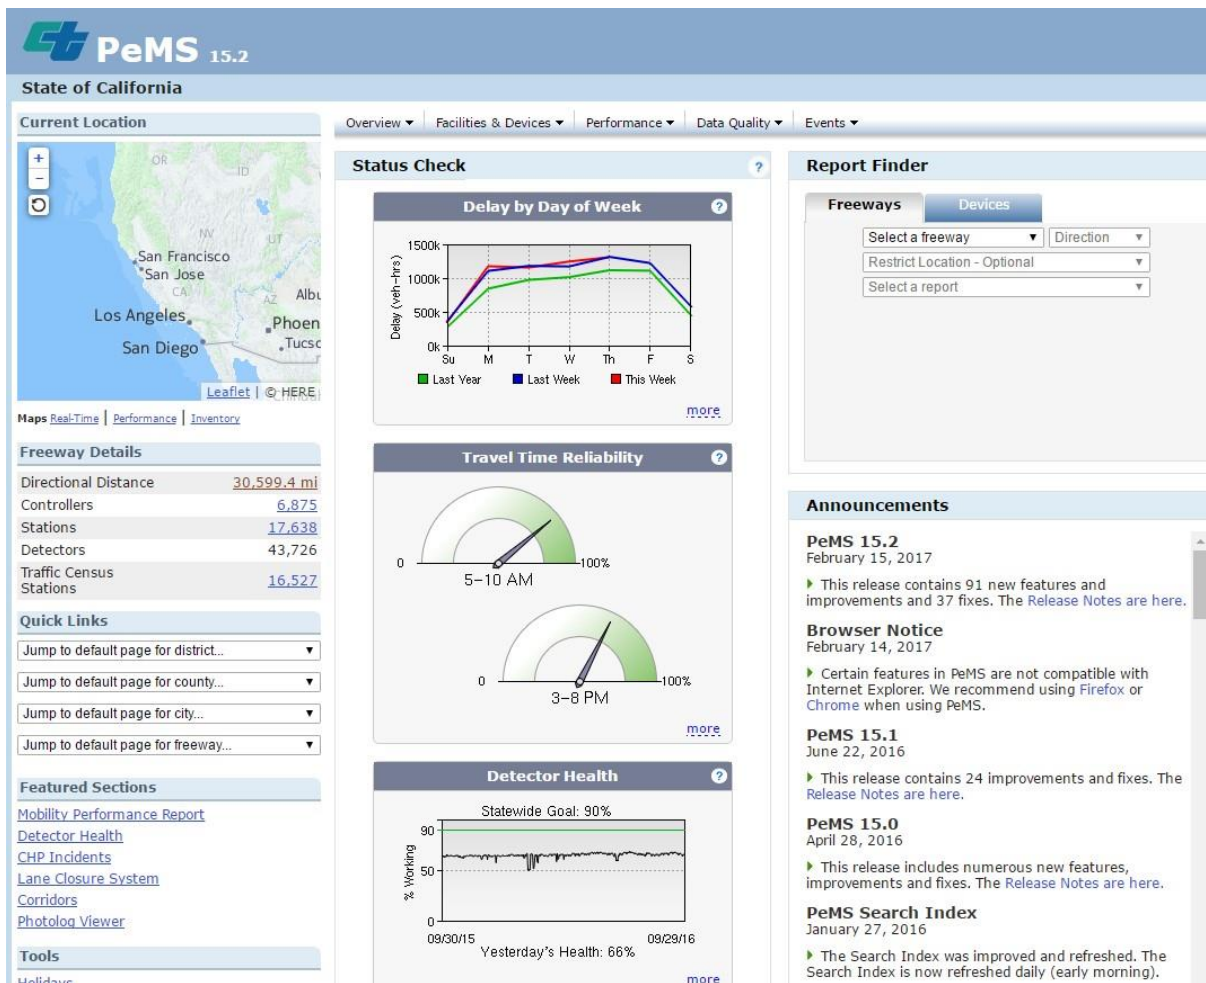 PeMS 15.2
State of California
Current Location
+
−
OR
ID
NV
UT
San Francisco
San Jose
CA
AZ
Albu
Los Angeles
Phoen
San Diego
Tucso
Leaflet | © HERE
Maps Real-Time | Performance | Inventory
Freeway Details
Directional Distance 30,599.4 mi
Controllers 6,875
Stations 17,638
Detectors 43,726
Traffic Census
Stations 16,527
Quick Links
Jump to default page for district...
Jump to default page for county...
Jump to default page for city...
Jump to default page for freeway...
Featured Sections
Mobility Performance Report
Detector Health
CHP Incidents
Lane Closure System
Corridors
Photolog Viewer
Tools
Holidays
Overview Facilities & Devices Performance Data Quality Events
Status Check ?
Delay by Day of Week ?
Delay (veh-hrs)
1500k
1000k
500k
0k
Su M T W Th F S
Last Year Last Week This Week
more
Travel Time Reliability ?
0 100%
5-10 AM
0 100%
3-8 PM
more
Detector Health ?
Statewide Goal: 90%
% Working
90
50
0
09/30/15 09/29/16
Yesterday's Health: 66%
more
Report Finder
Freeways Devices
Select a freeway Direction
Restrict Location - Optional
Select a report
Announcements
PeMS 15.2
February 15, 2017
This release contains 91 new features and
improvements and 37 fixes. The Release Notes are here.
Browser Notice
February 14, 2017
Certain features in PeMS are not compatible with
Internet Explorer. We recommend using Firefox or
Chrome when using PeMS.
PeMS 15.1
June 22, 2016
This release contains 24 improvements and fixes. The
Release Notes are here.
PeMS 15.0
April 28, 2016
This release includes numerous new features,
improvements and fixes. The Release Notes are here.
PeMS Search Index
January 27, 2016
The Search Index was improved and refreshed. The
Search Index is now refreshed daily (early morning).